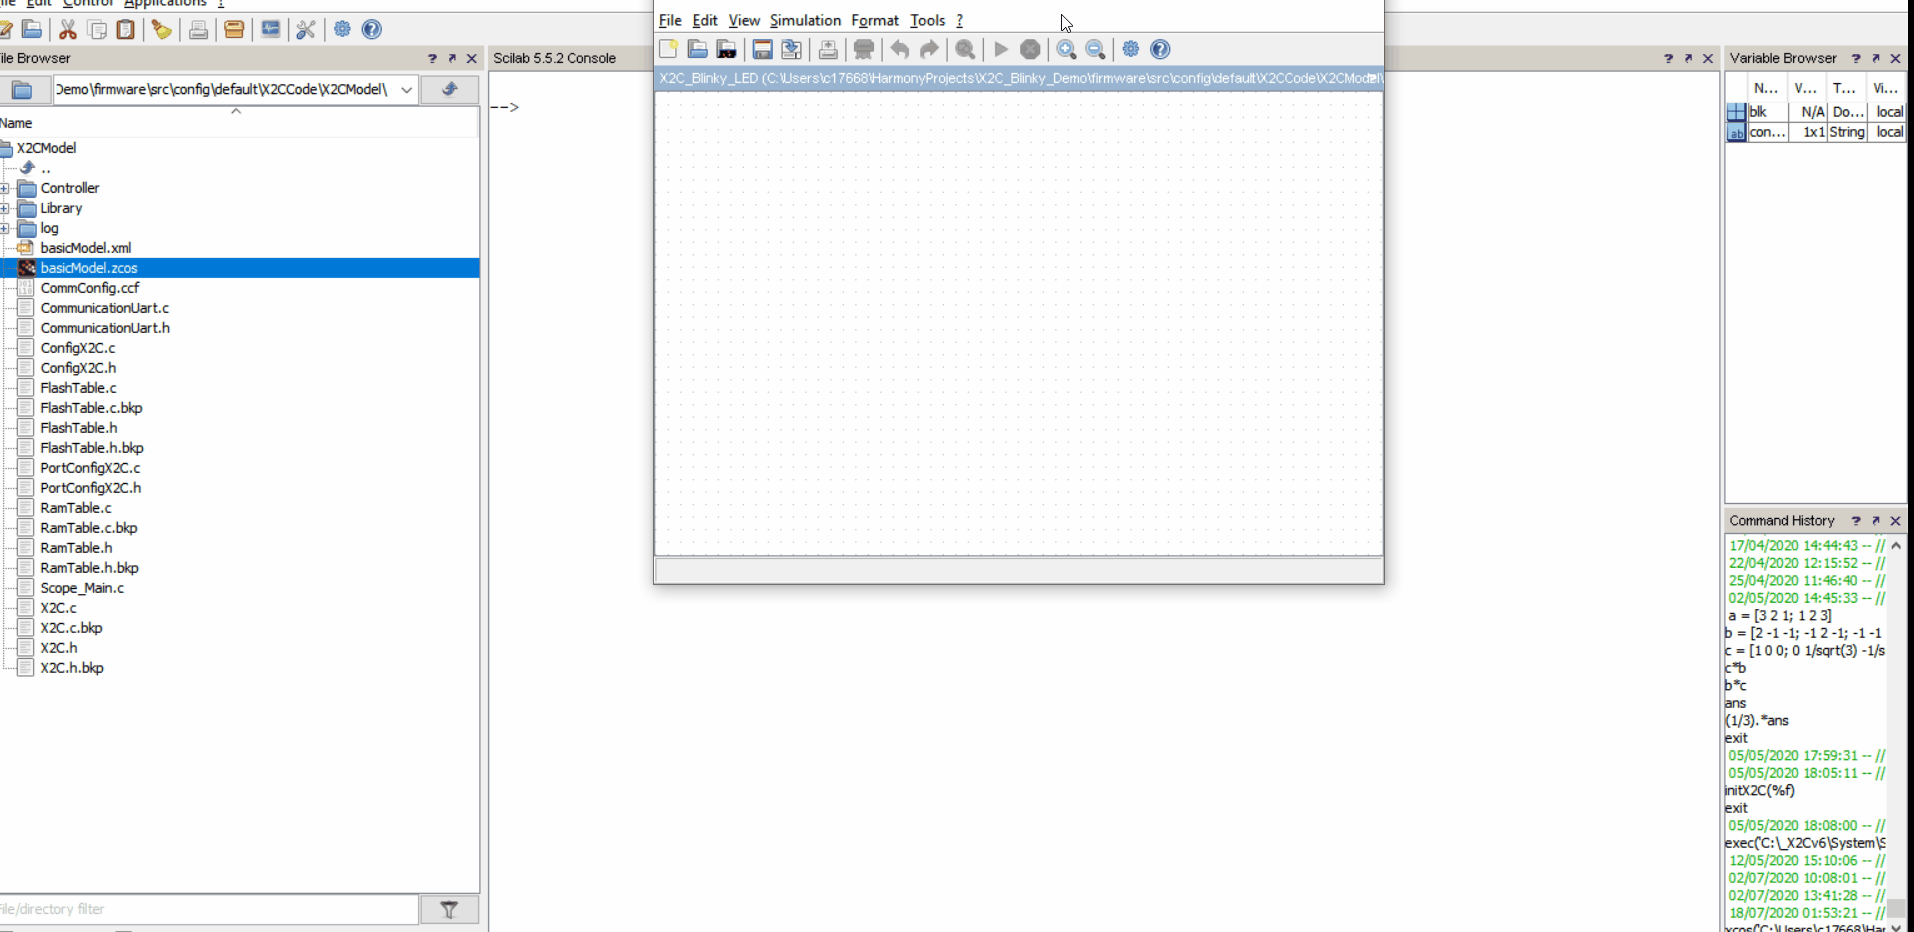 Edit Control Applications ?
File Edit View Simulation Format Tools ?
ile Browser
? 
Scilab 5.5.2 Console
?
Variable Browser ?
X2C_Blinky_LED (C:\Users\c17668\HarmonyProjects\X2C_Blinky_Demo\firmware\src\config\default\X2CCode\X2CModel\
Demo\firmware\src\config\default\X2CCode\X2CModel\
-->
N... V... T... Vi...
blk N/A Do... local
ab con... 1x1 String local
Name
X2CModel
..
Controller
Library
log
basicModel.xml
basicModel.zcos
CommConfig.ccf
CommunicationUart.c
CommunicationUart.h
ConfigX2C.c
ConfigX2C.h
FlashTable.c
FlashTable.c.bkp
FlashTable.h
FlashTable.h.bkp
PortConfigX2C.c
PortConfigX2C.h
RamTable.c
RamTable.c.bkp
RamTable.h
RamTable.h.bkp
Scope_Main.c
X2C.c
X2C.c.bkp
X2C.h
X2C.h.bkp
File/directory filter
Command History ?
17/04/2020 14:44:43 -- //
22/04/2020 12:15:52 -- //
25/04/2020 11:46:40 -- //
02/05/2020 14:45:33 -- //
a = [3 2 1; 1 2 3]
b = [2 -1 -1; -1 2 -1; -1 -1
c = [1 0 0; 0 1/sqrt(3) -1/s
c*b
b*c
ans
(1/3).*ans
exit
05/05/2020 17:59:31 -- //
05/05/2020 18:05:11 -- //
initX2C(%f)
exit
05/05/2020 18:08:00 -- //
exec('C:\_X2Cv6\System\S
12/05/2020 15:10:06 -- //
02/07/2020 10:08:01 -- //
02/07/2020 13:41:28 -- //
18/07/2020 01:53:21 -- //
xcos('C:\Users\c17668\Har